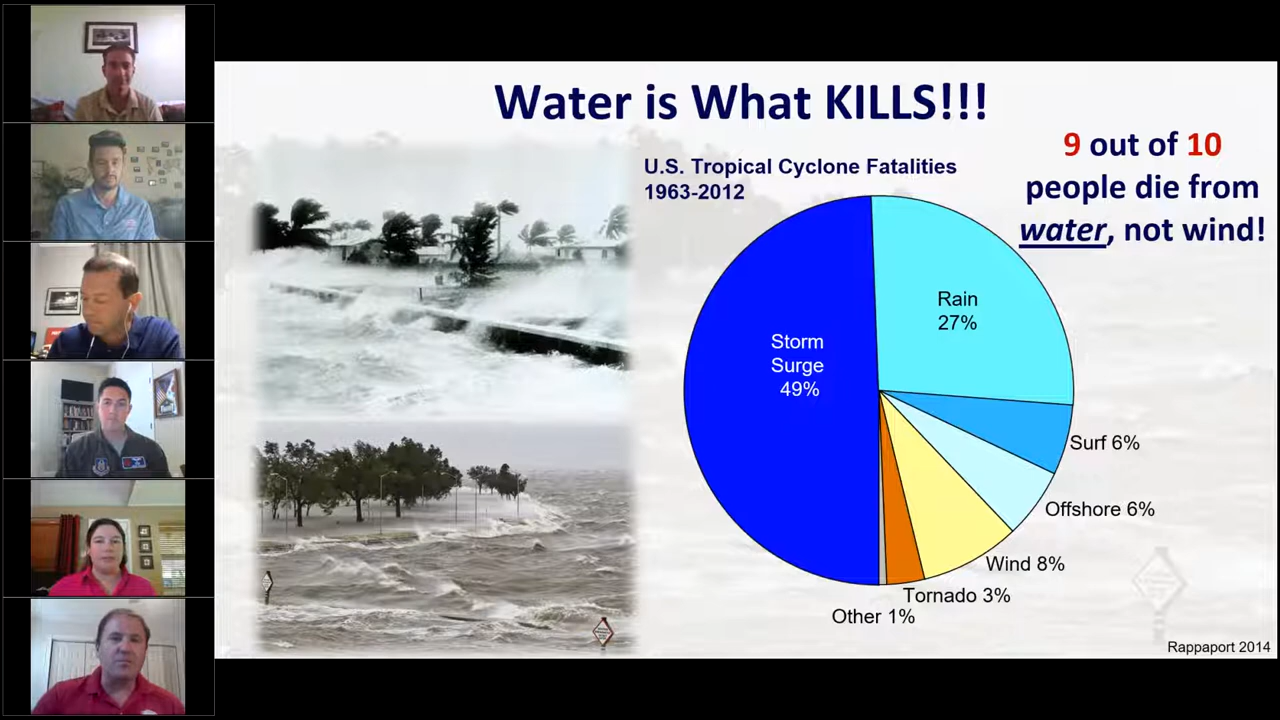 Water is What KILLS!!!
9 out of 10
people die from
water, not wind!
U.S. Tropical Cyclone Fatalities
1963-2012
Rain
27%
Storm
Surge
49%
Surf 6%
Offshore 6%
Wind 8%
Tornado 3%
Other 1%
Rappaport 2014